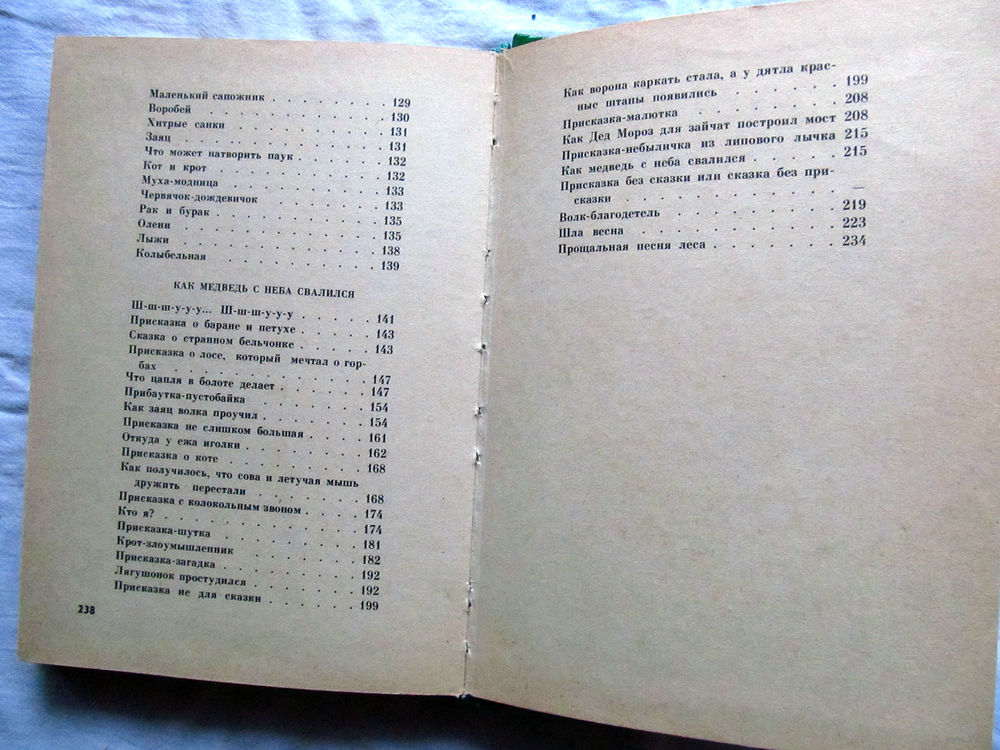 Маленький сапожник . . . . . . . . 129
Воробей . . . . . . . . . . . . 130
Хитрые санки . . . . . . . . . . 131
Заяц . . . . . . . . . . . . . 131
Что может натворить паук . . . . . . 132
Кот и крот . . . . . . . . . . . 132
Муха-модница . . . . . . . . . . 133
Червячок-дождевичок . . . . . . . . 133
Рак и бурак . . . . . . . . . . . 135
Олени . . . . . . . . . . . . . 135
Лыжи . . . . . . . . . . . . . 138
Колыбельная . . . . . . . . . . . 139
КАК МЕДВЕДЬ С НЕБА СВАЛИЛСЯ
Ш-ш-ш-у-у-у... Ш-ш-ш-у-у-у . . . . . 141
Присказка о баране и петухе . . . . . 143
Сказка о странном бельчонке . . . . . 143
Присказка о лосе, который мечтал о гор-
бах . . . . . . . . . . . . . 147
Что цапля в болоте делает . . . . . . 147
Прибаутка-пустобайка . . . . . . . . 154
Как заяц волка проучил . . . . . . . 154
Присказка не слишком большая . . . . 161
Откуда у ежа иголки . . . . . . . . 162
Присказка о коте . . . . . . . . . 168
Как получилось, что сова и летучая мышь
дружить перестали . . . . . . . 168
Присказка с колокольным звоном . . . . 174
Кто я? . . . . . . . . . . . . . 174
Присказка-шутка . . . . . . . . . 181
Крот-злоумышленник . . . . . . . . 182
Присказка-загадка . . . . . . . . . 192
Лягушонок простудился . . . . . . . 192
Присказка не для сказки . . . . . . 199
238
Как ворона каркать стала, а у дятла крас-
ные штаны появились . . . . . . 199
Присказка-малютка . . . . . . . . 208
Как Дед Мороз для зайчат построил мост 208
Присказка-небыличка из липового лычка 215
Как медведь с неба свалился . . . . . 215
Присказка без сказки или сказка без при-
сказки . . . . . . . . . . . . —
Волк-благодетель . . . . . . . . . 219
Шла весна . . . . . . . . . . . 223
Прощальная песня леса . . . . . . . 234